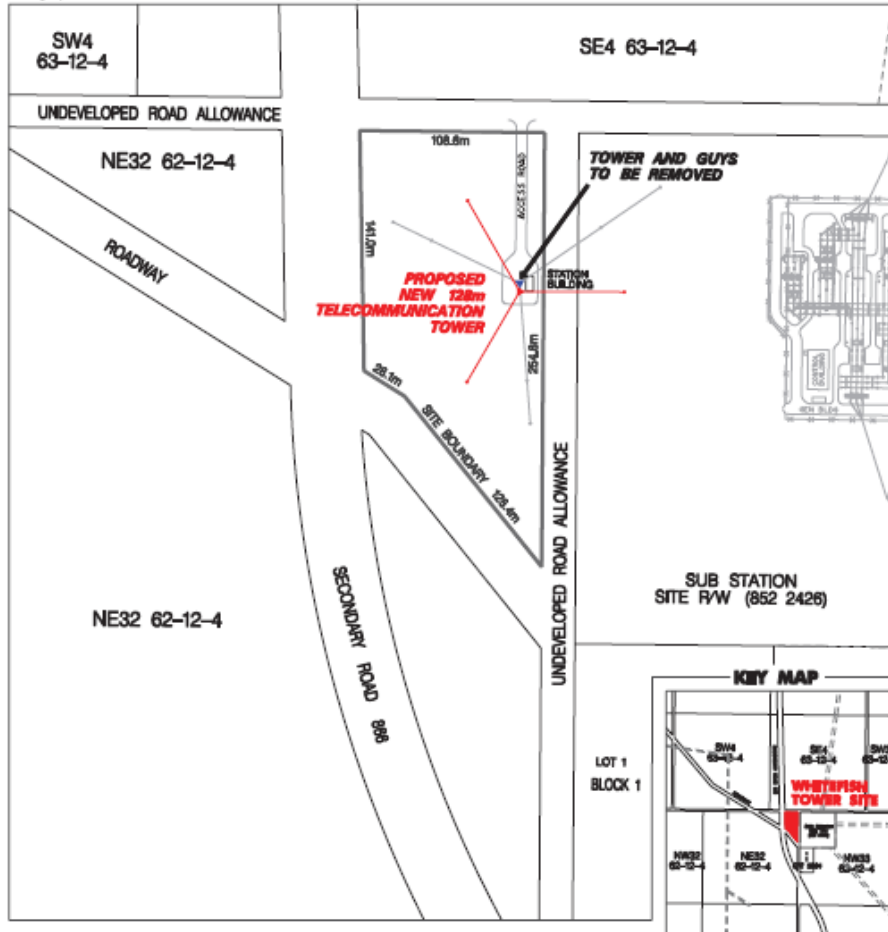 SW4
63-12-4
SE4 63-12-4
UNDEVELOPED ROAD ALLOWANCE
NE32 62-12-4
108.6m
ACCESS ROAD
TOWER AND GUYS
TO BE REMOVED
ROADWAY
141.0m
PROPOSED
NEW 128m
TELECOMMUNICATION
TOWER
STATION
BUILDING
254.8m
CONTROL
BUILDING
28.1m
SITE BOUNDARY 128.4m
UNDEVELOPED ROAD ALLOWANCE
SUB STATION
SITE R/W (852 2426)
NE32 62-12-4
SECONDARY ROAD
KEY MAP
LOT 1
BLOCK 1
SW4
63-12-4
SE4
63-12-4
WHITEFISH
TOWER SITE
NW32
62-12-4
NE32
62-12-4
NW33
62-12-4